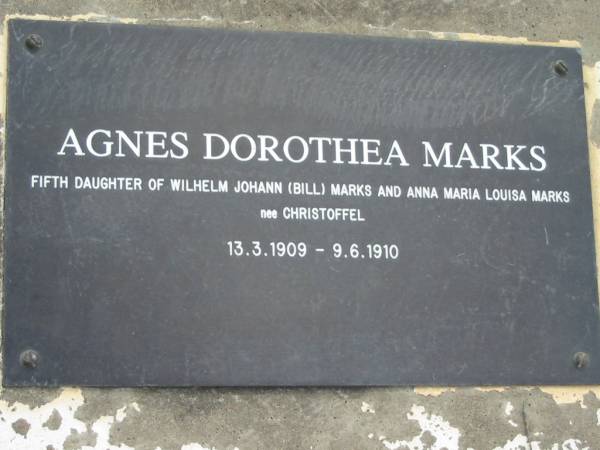 AGNES DOROTHEA MARKS
FIFTH DAUGHTER OF WILHELM JOHANN (BILL) MARKS AND ANNA MARIA LOUISA MARKS
nee CHRISTOFFEL
13.3.1909 – 9.6.1910